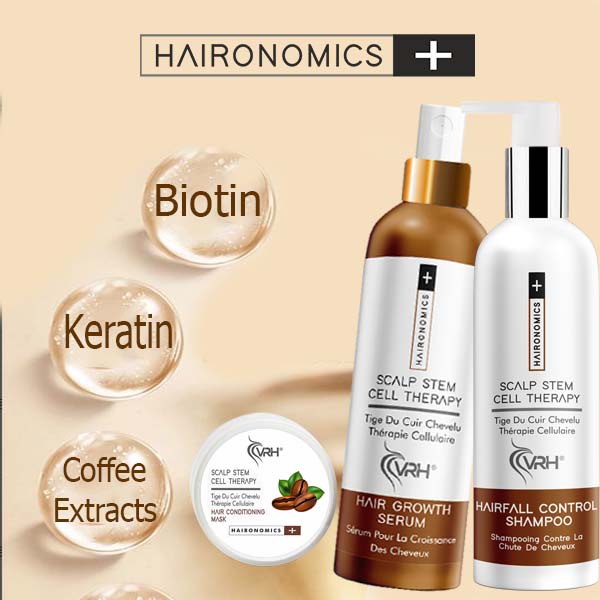 HAIRONOMICS +
Biotin
Keratin
Coffee
Extracts
VRH®
SCALP STEM
CELL THERAPY
Tige Du Cuir Chevelu
Thérapie Cellulaire
HAIR CONDITIONING
MASK
HAIRONOMICS +
HAIRONOMICS +
SCALP STEM
CELL THERAPY
Tige Du Cuir Chevelu
Thérapie Cellulaire
VRH®
HAIR GROWTH
SERUM
Sérum Pour La Croissance
Des Cheveux
HAIRONOMICS +
SCALP STEM
CELL THERAPY
Tige Du Cuir Chevelu
Thérapie Cellulaire
VRH®
HAIRFALL CONTROL
SHAMPOO
Shampooing Contre La
Chute De Cheveux